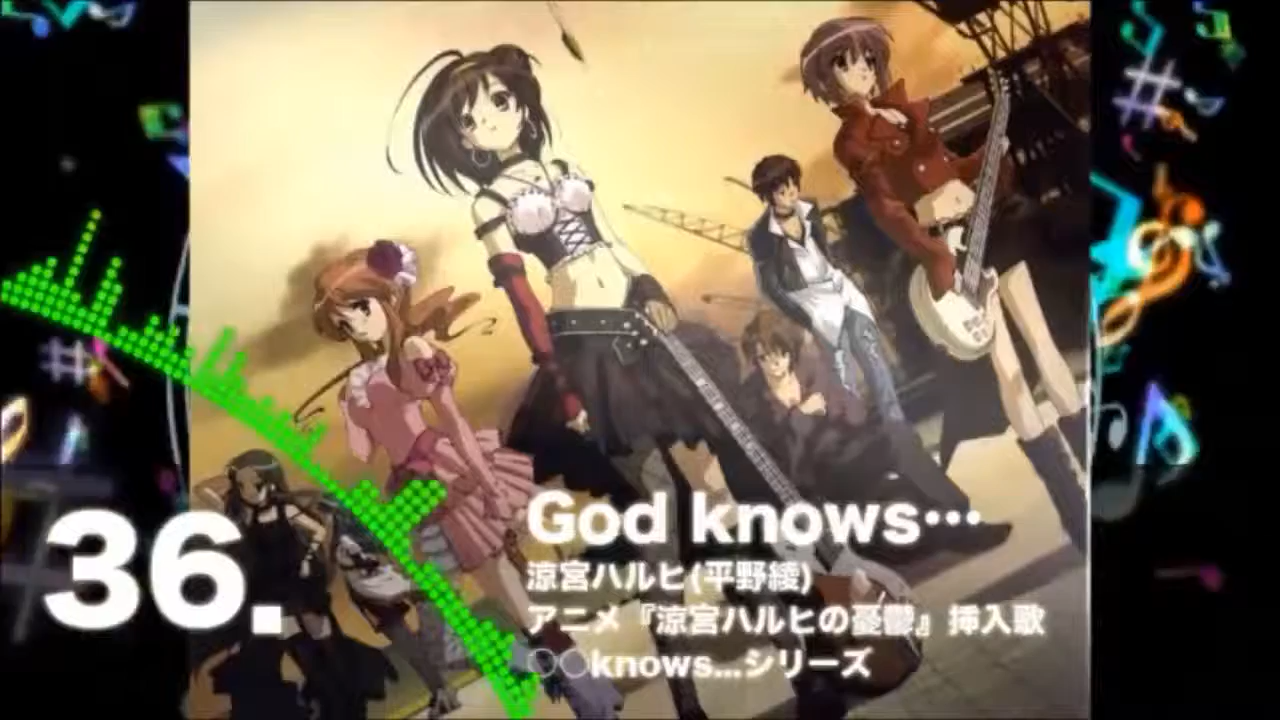 36.
God knows…
涼宮ハルヒ(平野綾)
アニメ『涼宮ハルヒの憂鬱』挿入歌
○○knows...シリーズ